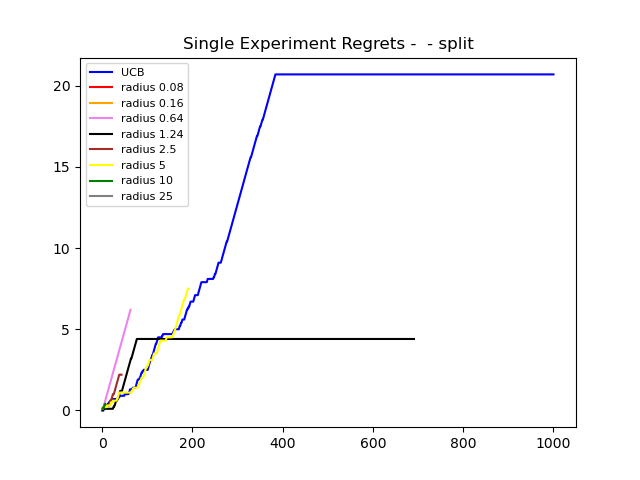 Single Experiment Regrets -  - split
UCB
radius 0.08
radius 0.16
radius 0.64
radius 1.24
radius 2.5
radius 5
radius 10
radius 25
20
15
10
5
0
0 200 400 600 800 1000